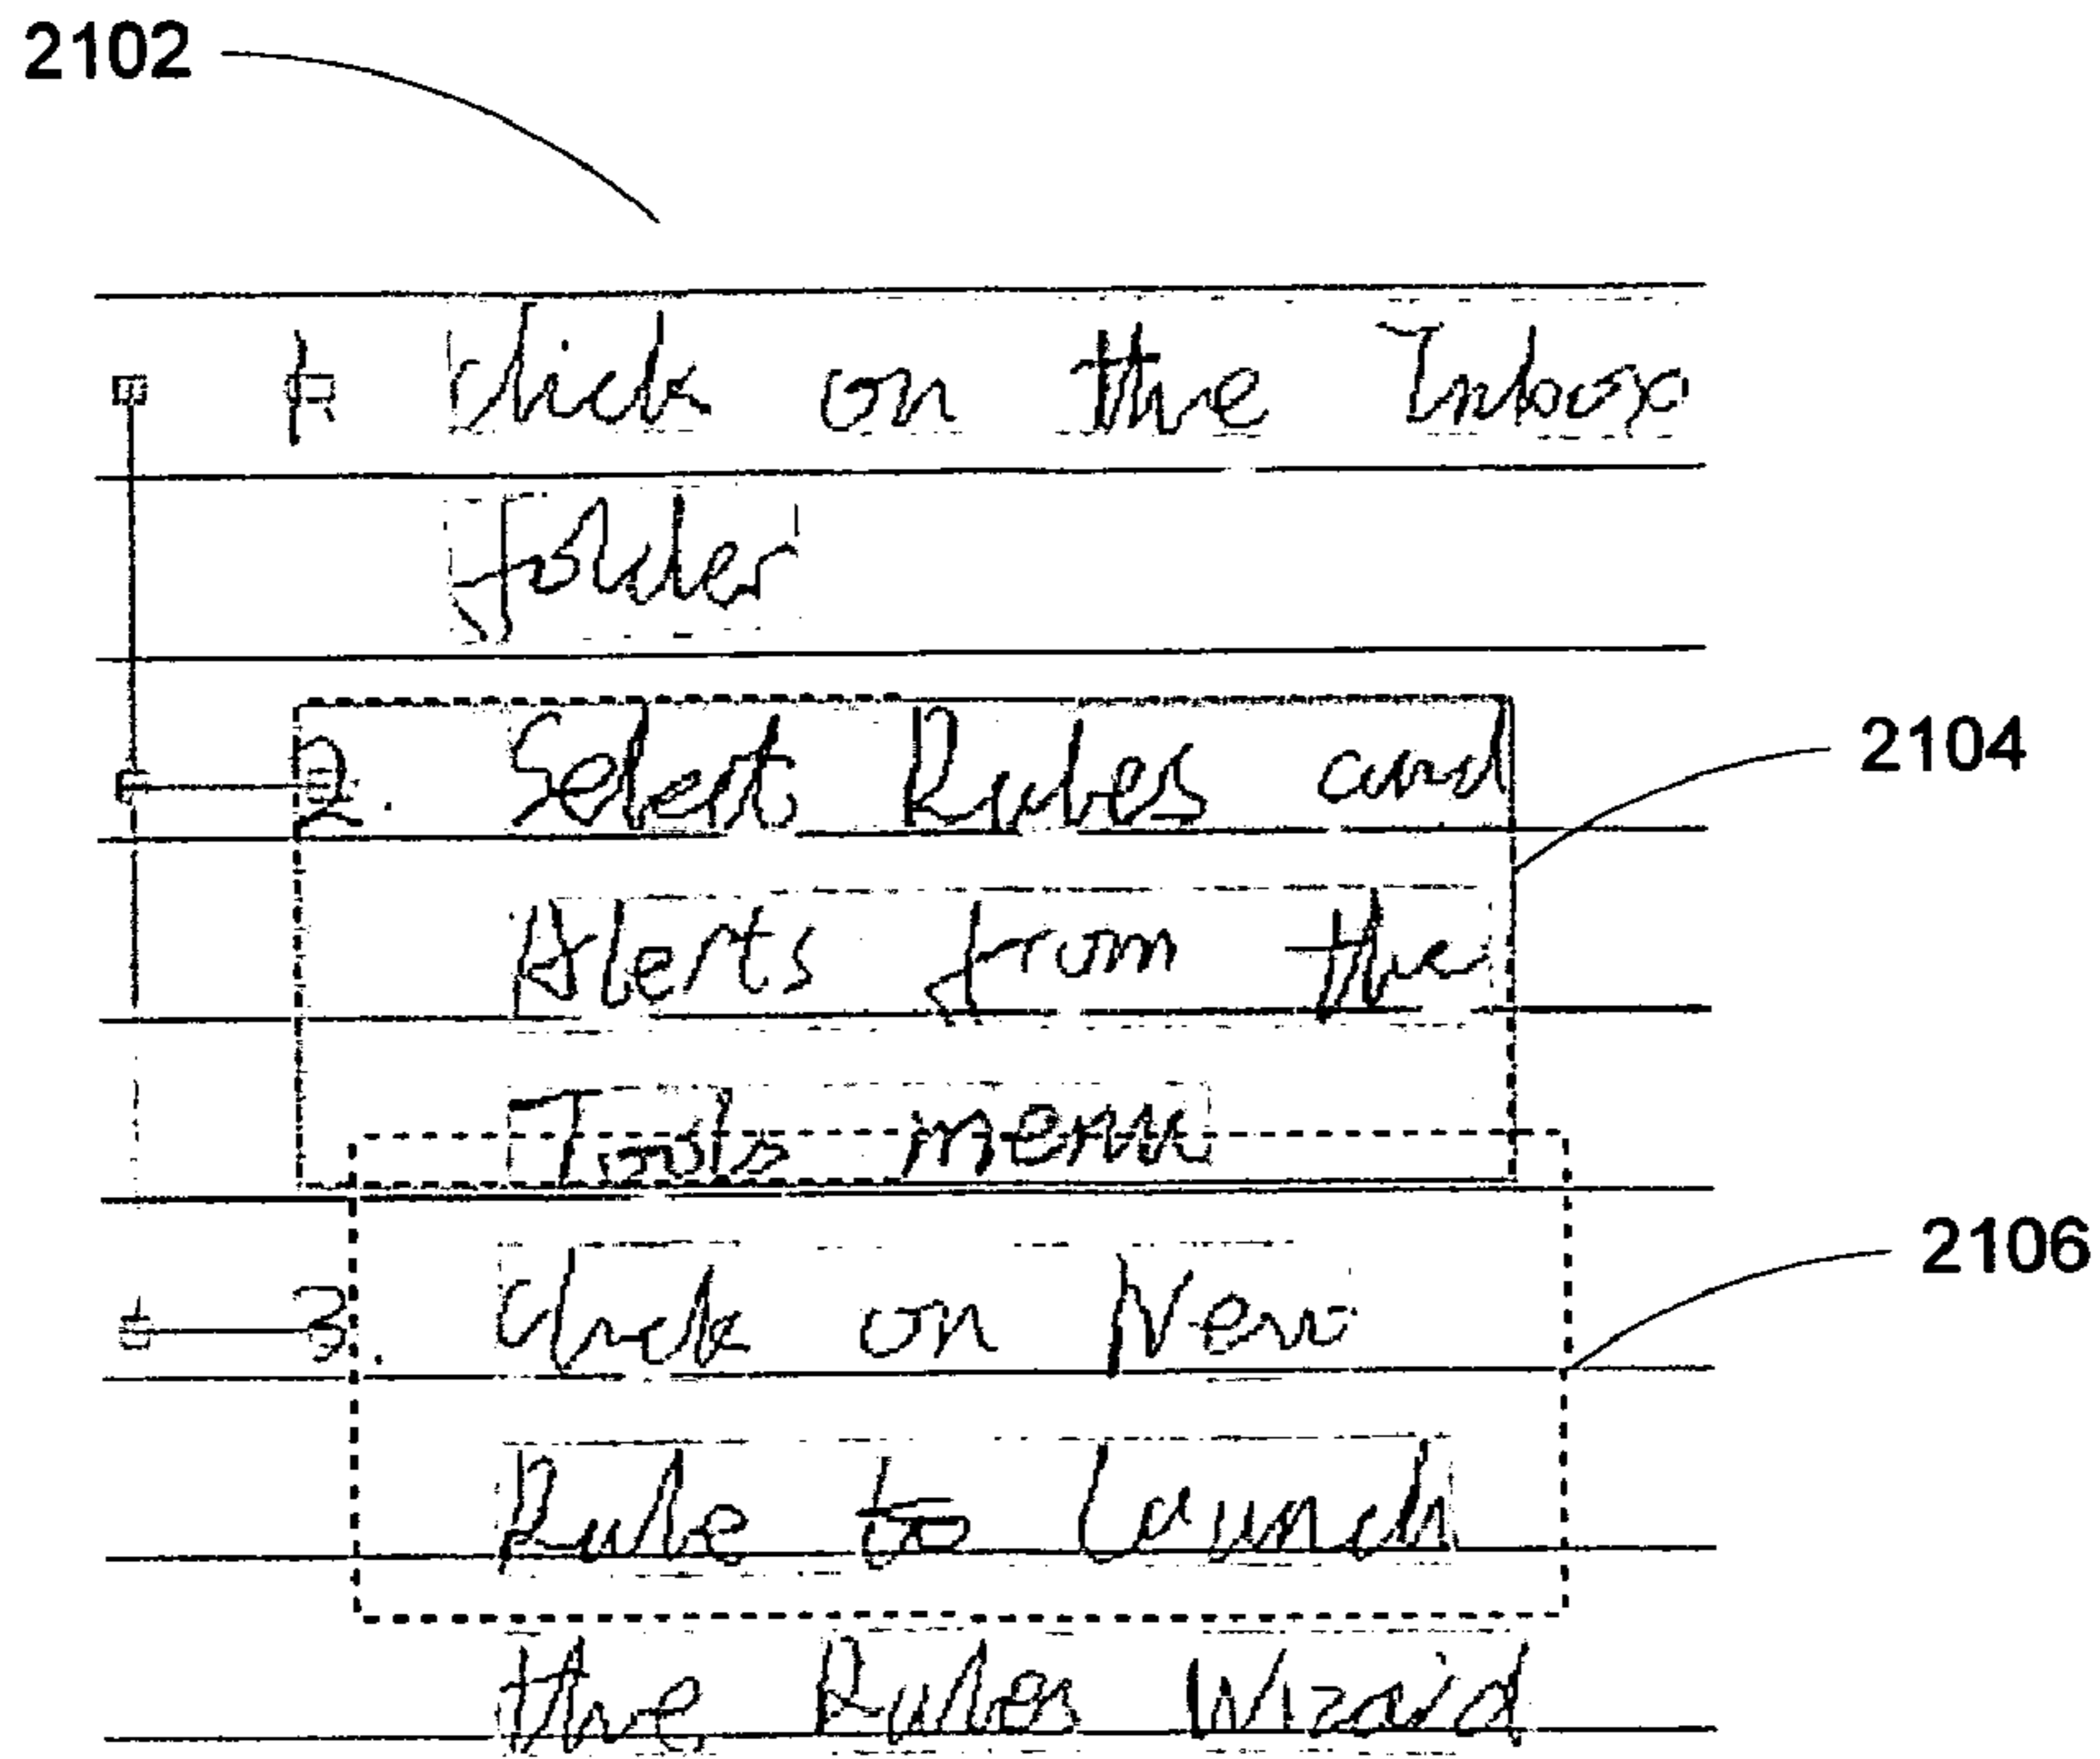 2102
1. Click on the Inbox
folder
2. Select Rules and
2104
Alerts from the
Tools menu
2106
3. Click on New
Rule to launch
the Rules Wizard